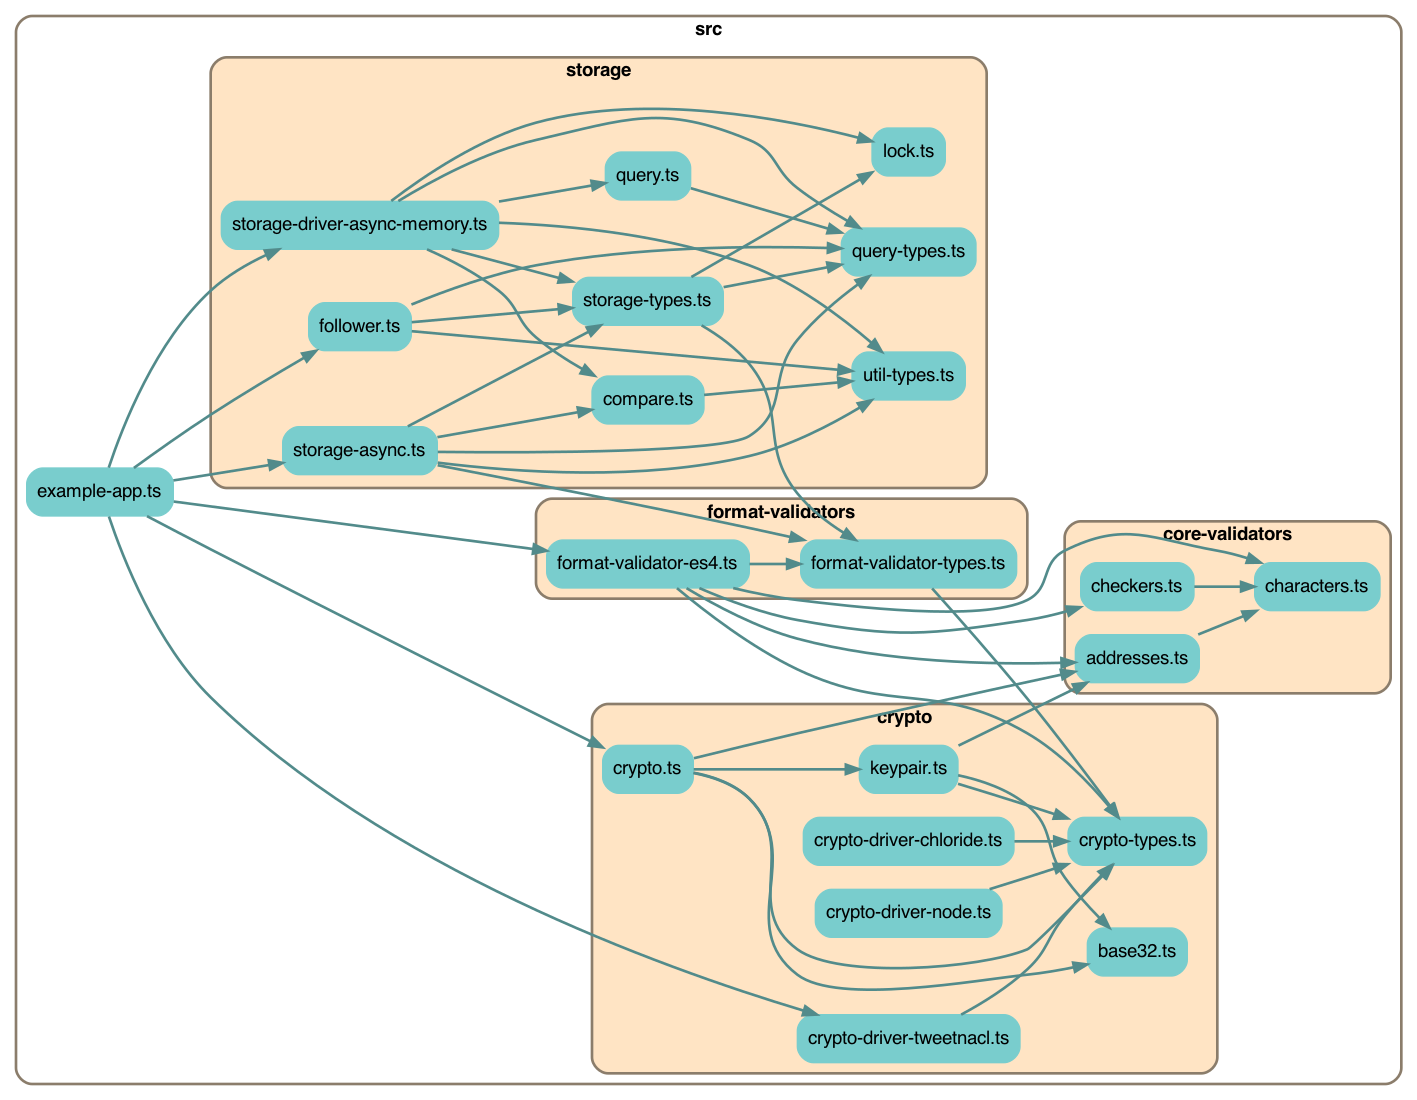 src
storage
lock.ts
query.ts
storage-driver-async-memory.ts
query-types.ts
storage-types.ts
follower.ts
util-types.ts
compare.ts
storage-async.ts
example-app.ts
format-validators
format-validator-es4.ts
format-validator-types.ts
core-validators
checkers.ts
characters.ts
addresses.ts
crypto
crypto.ts
keypair.ts
crypto-driver-chloride.ts
crypto-types.ts
crypto-driver-node.ts
base32.ts
crypto-driver-tweetnacl.ts